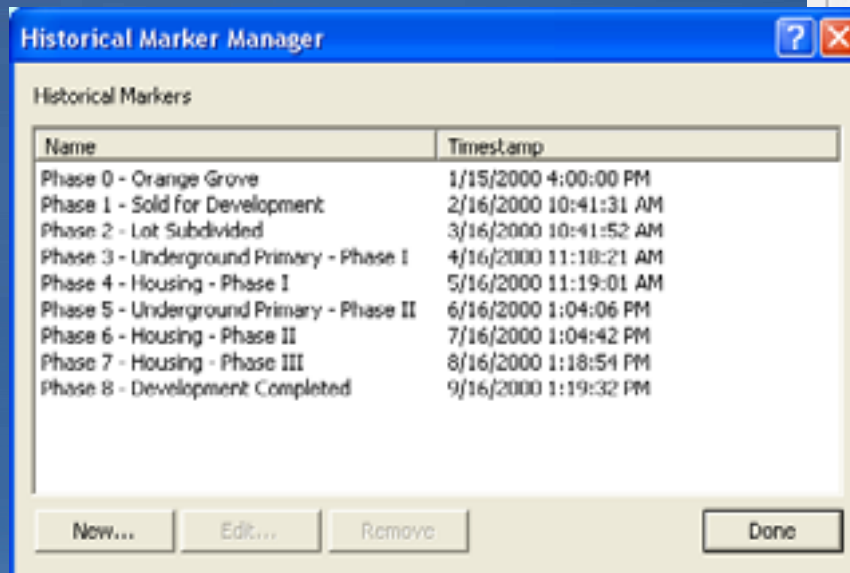 Historical Marker Manager
Historical Markers
Name Timestamp
Phase 0 - Orange Grove 1/15/2000 4:00:00 PM
Phase 1 - Sold for Development 2/16/2000 10:41:31 AM
Phase 2 - Lot Subdivided 3/16/2000 10:41:52 AM
Phase 3 - Underground Primary - Phase I 4/16/2000 11:18:21 AM
Phase 4 - Housing - Phase I 5/16/2000 11:19:01 AM
Phase 5 - Underground Primary - Phase II 6/16/2000 1:04:06 PM
Phase 6 - Housing - Phase II 7/16/2000 1:04:42 PM
Phase 7 - Housing - Phase III 8/16/2000 1:18:54 PM
Phase 8 - Development Completed 9/16/2000 1:19:32 PM
New... Edit... Remove Done